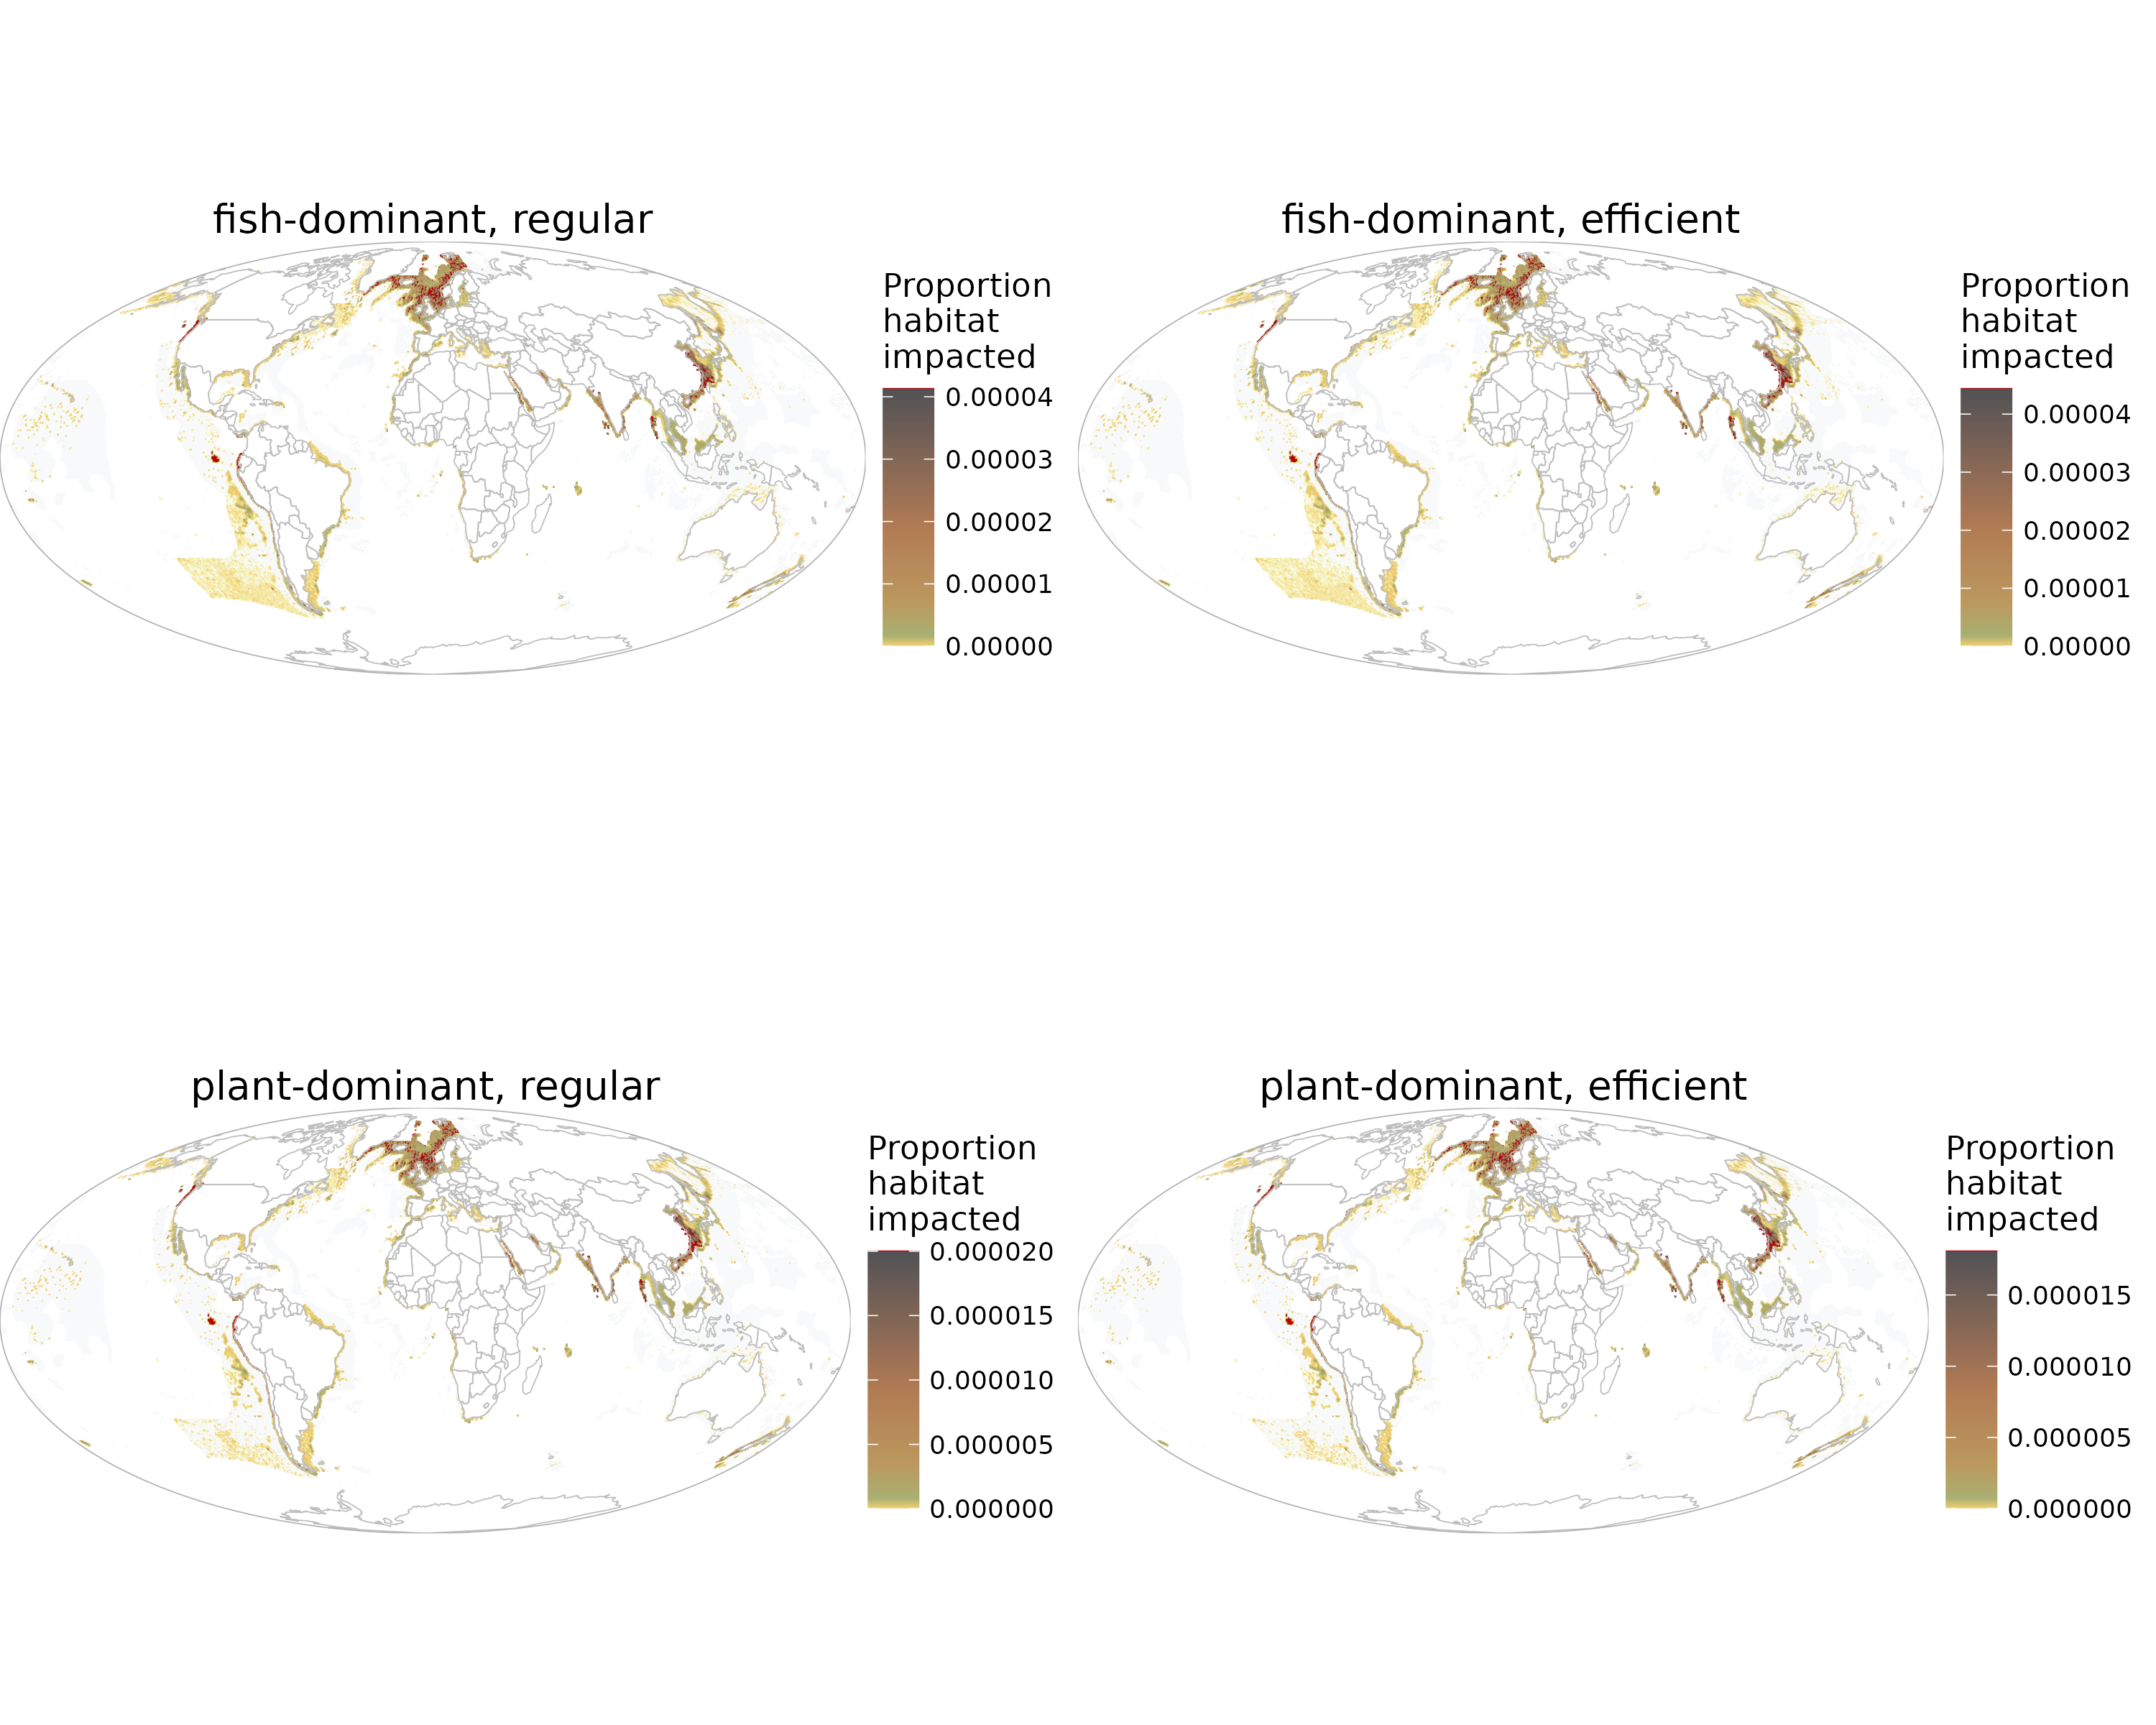 fish-dominant, regular
Proportion
habitat
impacted
0.00004
0.00003
0.00002
0.00001
0.00000
fish-dominant, efficient
Proportion
habitat
impacted
0.00004
0.00003
0.00002
0.00001
0.00000
plant-dominant, regular
Proportion
habitat
impacted
0.000020
0.000015
0.000010
0.000005
0.000000
plant-dominant, efficient
Proportion
habitat
impacted
0.000015
0.000010
0.000005
0.000000